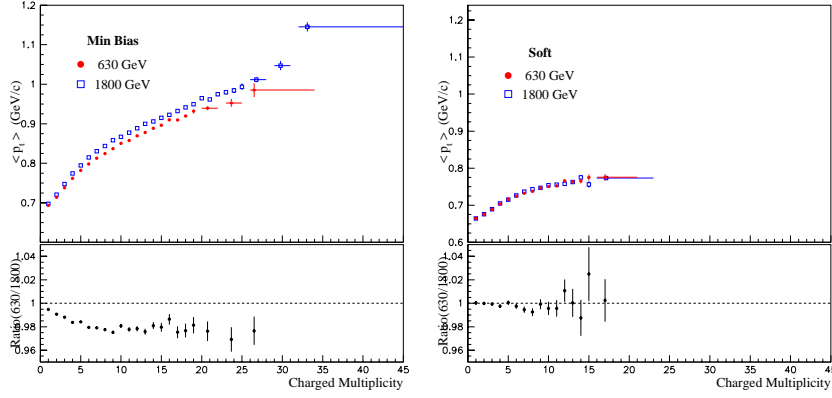 Min Bias
630 GeV
1800 GeV
< p_t > (GeV/c)
1.2
1.1
1
0.9
0.8
0.7
Ratio(630/1800)
1.04
1.02
1
0.98
0.96
0 5 10 15 20 25 30 35 40 45
Charged Multiplicity
Soft
630 GeV
1800 GeV
< p_t > (GeV/c)
1.2
1.1
1
0.9
0.8
0.7
0.6
Ratio(630/1800)
1.04
1.02
1
0.98
0.96
0 5 10 15 20 25 30 35 40 45
Charged Multiplicity